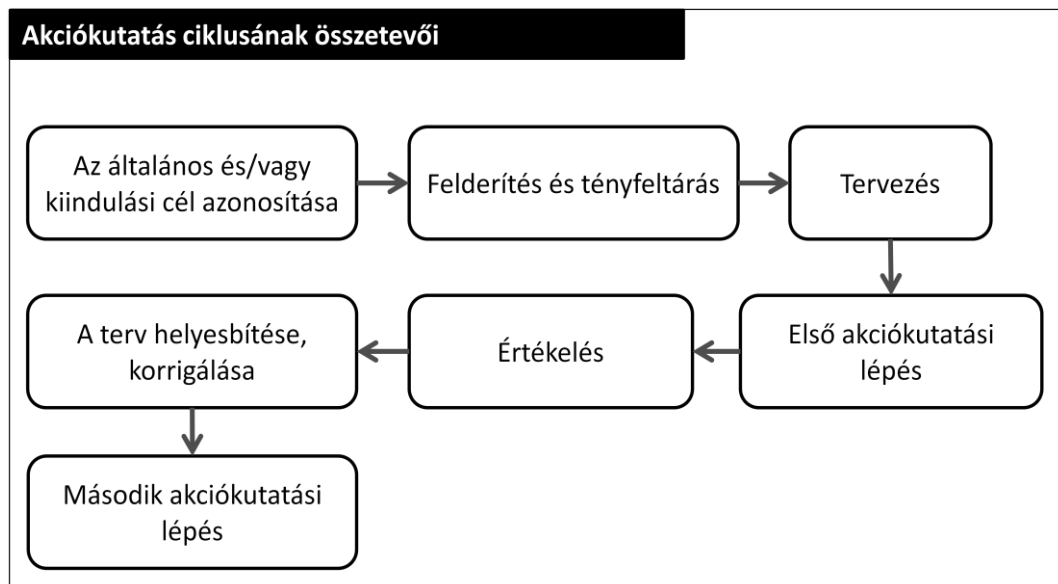 Akciókutatás ciklusának összetevői
Az általános és/vagy
kiindulási cél azonosítása
Felderítés és tényfeltárás
Tervezés
Első akciókutatási
lépés
Értékelés
A terv helyesbítése,
korrigálása
Második akciókutatási
lépés